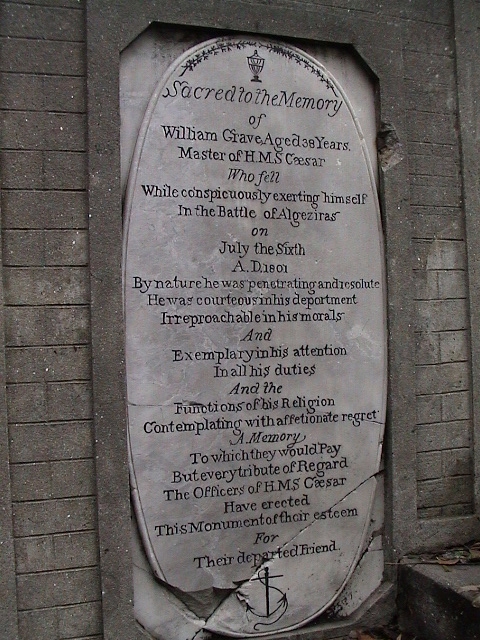 Sacred to the Memory
of
William Grave, Aged 38 Years.
Master of H.M.S Cæsar
Who fell
While conspicuously exerting himself
In the Battle of Algeziras
on
July the Sixth
A.D. 1801
By nature he was penetrating and resolute
He was courteous in his deportment
Irreproachable in his morals
And
Exemplary in his attention
In all his duties
And the
Functions of his Religion
Contemplating with affetionate regret
A Memory
To which they would Pay
But every tribute of Regard
The Officers of H.M.S Cæsar
Have erected
This Monument of their esteem
For
Their departed Friend.